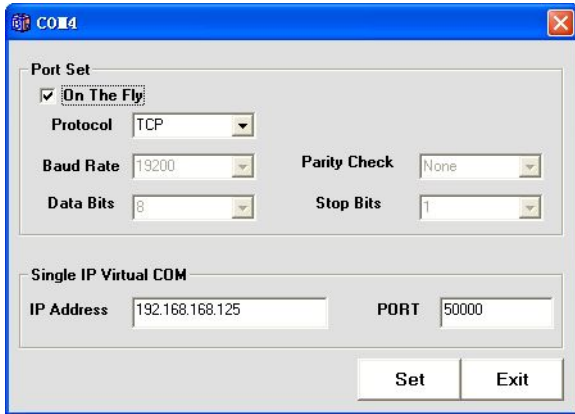 COM4
Port Set
On The Fly
Protocol TCP
Baud Rate 19200 Parity Check None
Data Bits 8 Stop Bits 1
Single IP Virtual COM
IP Address 192.168.168.125 PORT 50000
Set Exit